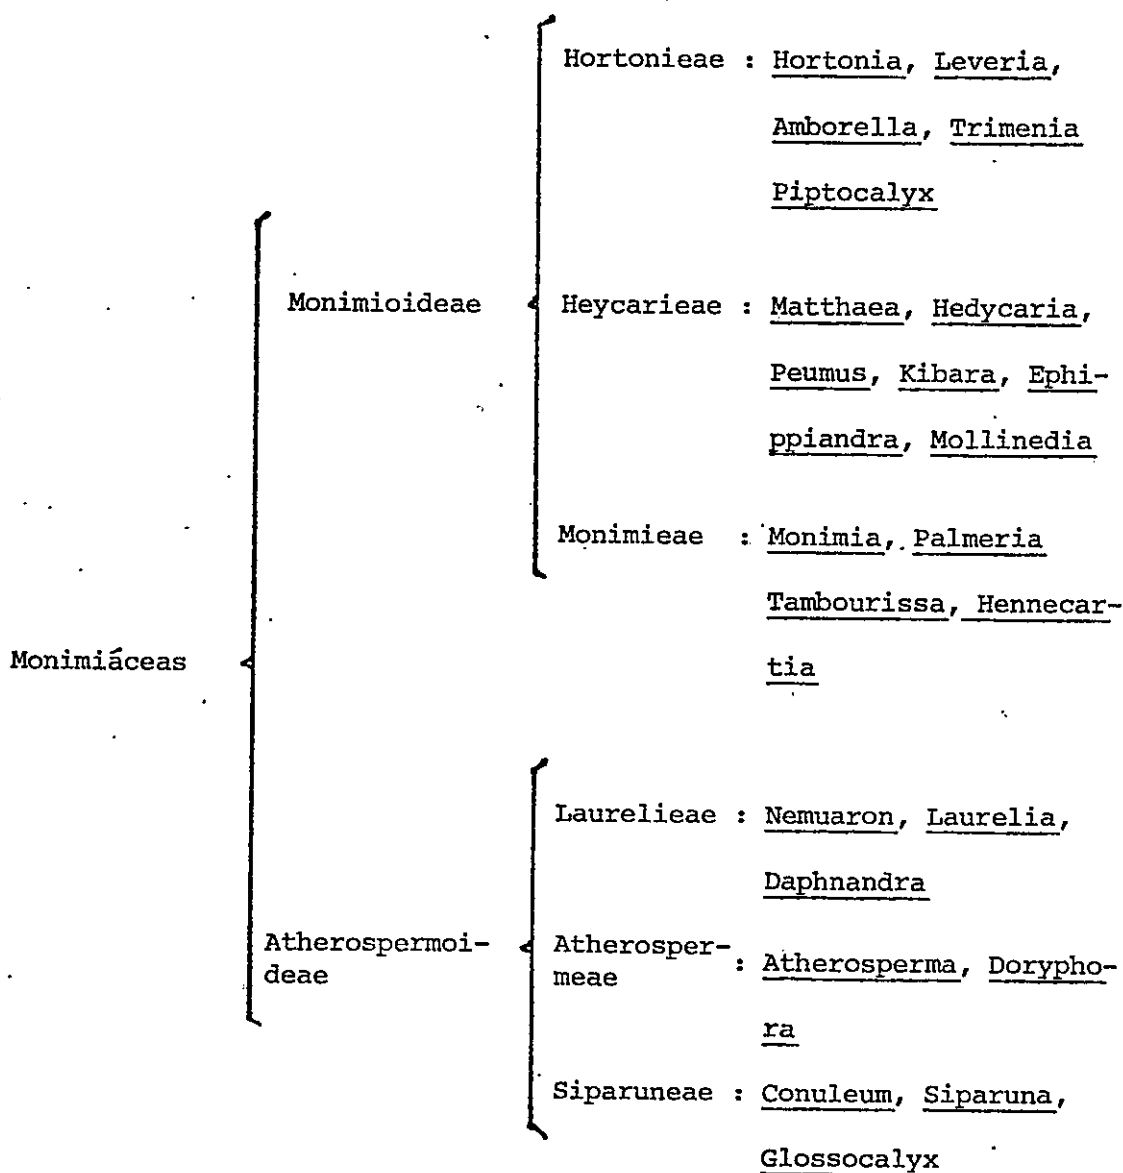 Hortonieae : Hortonia, Leveria,
Amborella, Trimenia
Piptocalyx
Monimioideae Heycarieae : Matthaea, Hedycaria,
Peumus, Kibara, Ephi-
ppiandra, Mollinedia
Monimieae : Monimia, Palmeria
Tambourissa, Hennecar-
Monimiáceas
tia
Laurelieae : Nemuaron, Laurelia,
Daphnandra
Atherospermoi-
deae
Atherosper-
meae
: Atherosperma, Dorypho-
ra
Siparuneae : Conuleum, Siparuna,
Glossocalyx